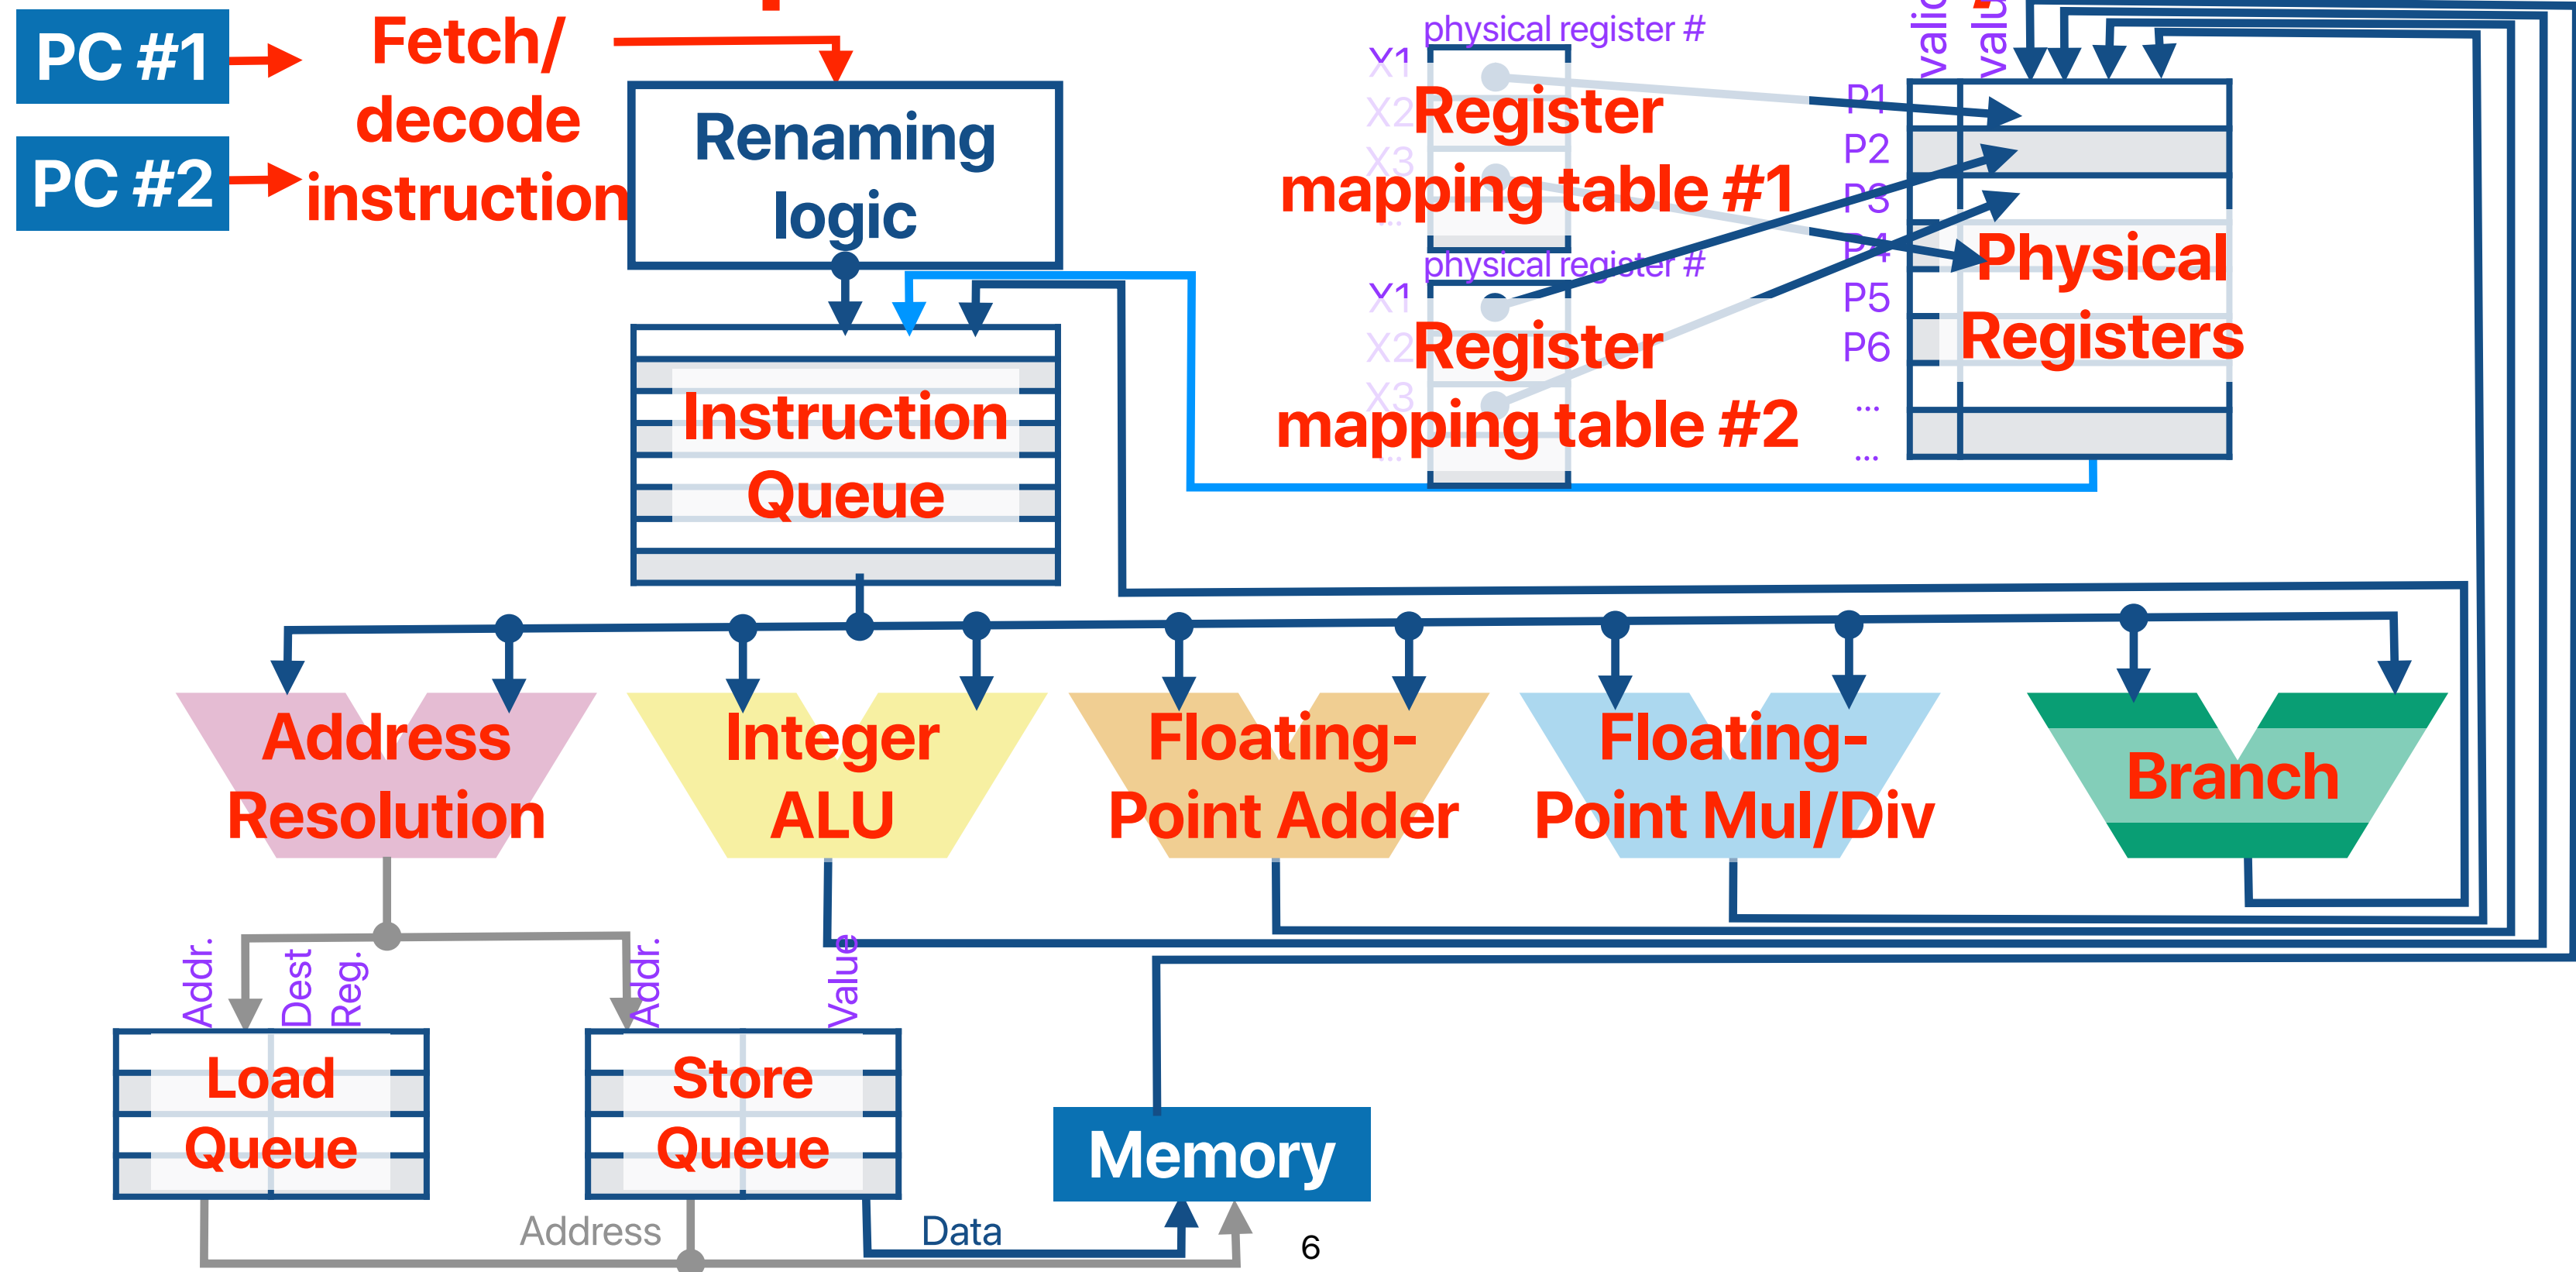 PC #1
PC #2
Fetch/
decode
instruction
Renaming
logic
physical register #
X1
X2
X3
...
Register
mapping table #1
physical register #
X1
X2
X3
...
Register
mapping table #2
P1
P2
P3
P4
P5
P6
...
...
Physical
Registers
Instruction
Queue
Address
Resolution
Integer
ALU
Floating-
Point Adder
Floating-
Point Mul/Div
Branch
Addr.
Dest
Reg.
Addr.
Value
Load
Queue
Store
Queue
Memory
Address
Data
6